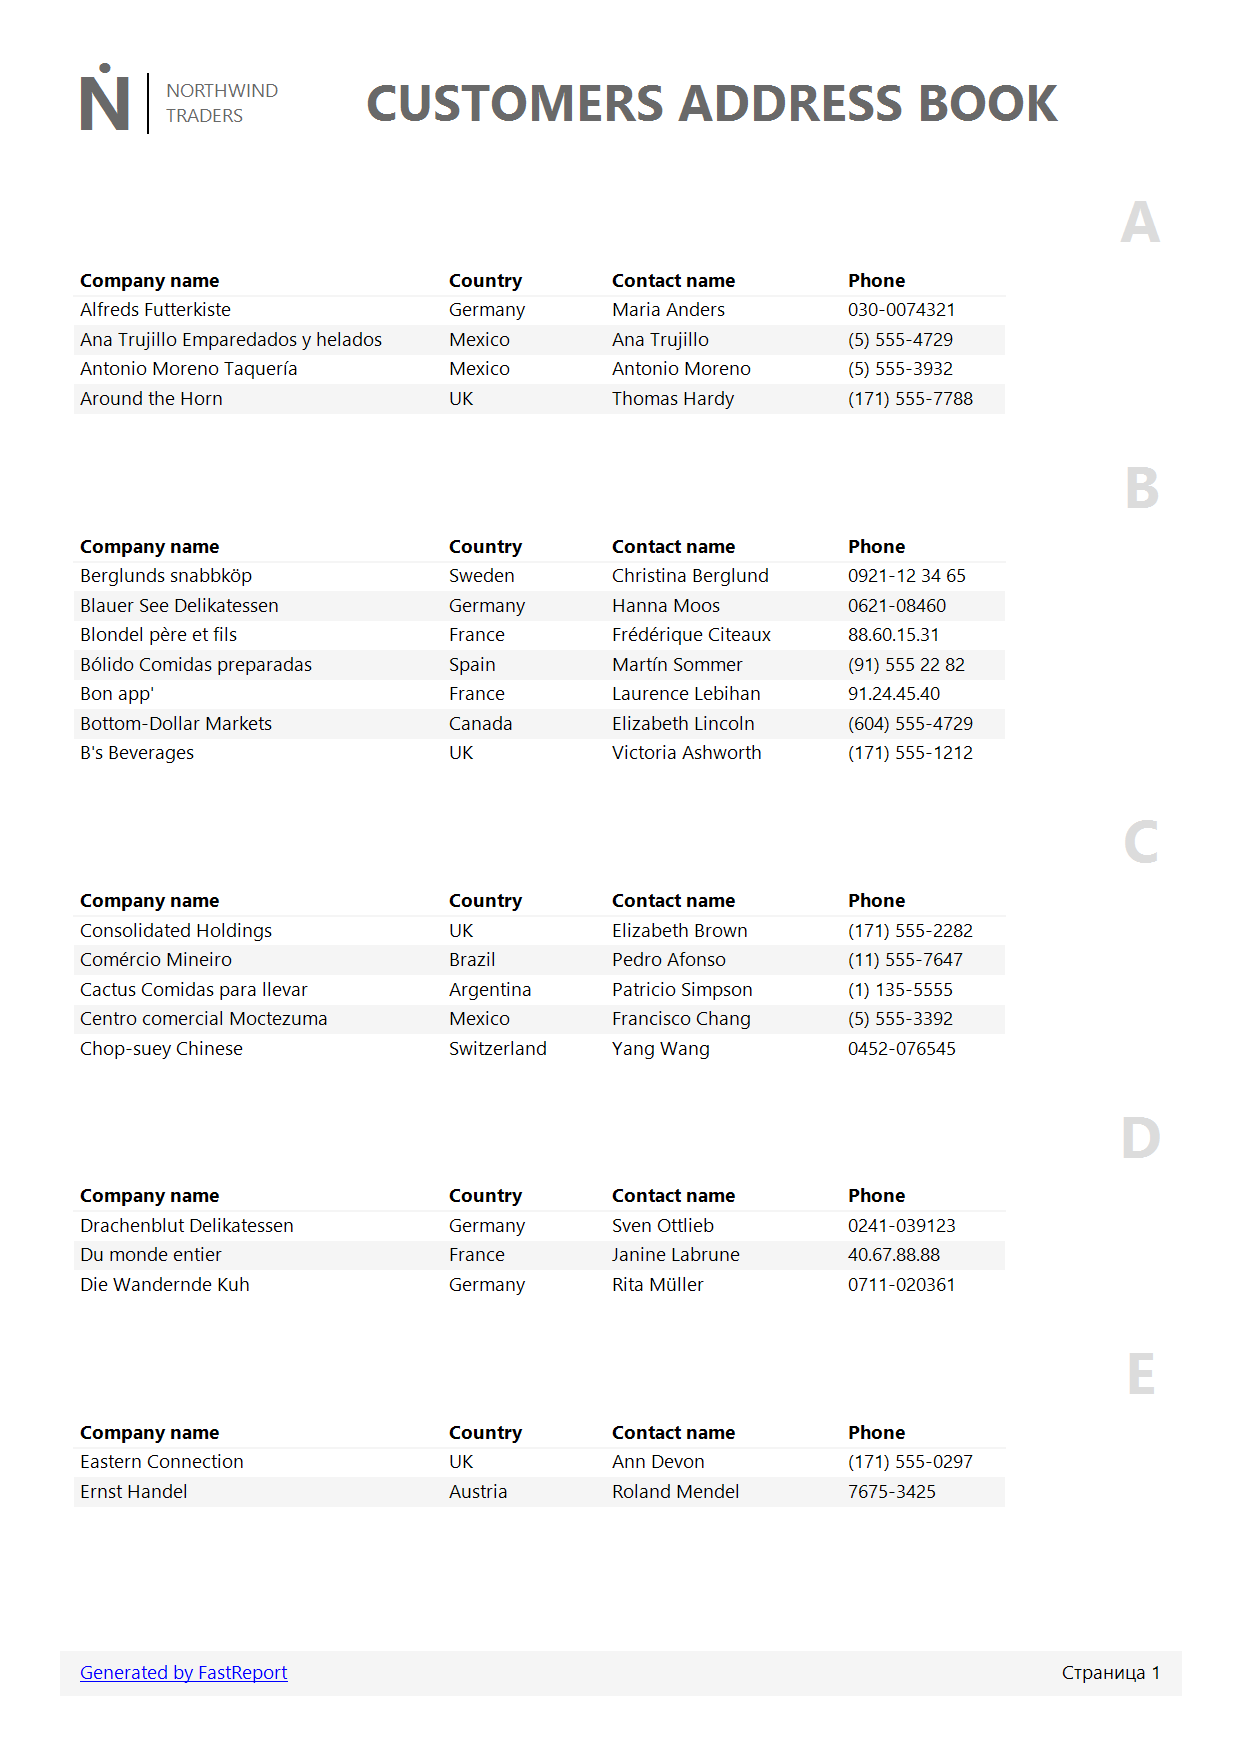 N
NORTHWIND
TRADERS
CUSTOMERS ADDRESS BOOK
A
Company name Country Contact name Phone
Alfreds Futterkiste Germany Maria Anders 030-0074321
Ana Trujillo Emparedados y helados Mexico Ana Trujillo (5) 555-4729
Antonio Moreno Taquería Mexico Antonio Moreno (5) 555-3932
Around the Horn UK Thomas Hardy (171) 555-7788
B
Company name Country Contact name Phone
Berglunds snabbköp Sweden Christina Berglund 0921-12 34 65
Blauer See Delikatessen Germany Hanna Moos 0621-08460
Blondel père et fils France Frédérique Citeaux 88.60.15.31
Bólido Comidas preparadas Spain Martín Sommer (91) 555 22 82
Bon app' France Laurence Lebihan 91.24.45.40
Bottom-Dollar Markets Canada Elizabeth Lincoln (604) 555-4729
B's Beverages UK Victoria Ashworth (171) 555-1212
C
Company name Country Contact name Phone
Consolidated Holdings UK Elizabeth Brown (171) 555-2282
Comércio Mineiro Brazil Pedro Afonso (11) 555-7647
Cactus Comidas para llevar Argentina Patricio Simpson (1) 135-5555
Centro comercial Moctezuma Mexico Francisco Chang (5) 555-3392
Chop-suey Chinese Switzerland Yang Wang 0452-076545
D
Company name Country Contact name Phone
Drachenblut Delikatessen Germany Sven Ottlieb 0241-039123
Du monde entier France Janine Labrune 40.67.88.88
Die Wandernde Kuh Germany Rita Müller 0711-020361
E
Company name Country Contact name Phone
Eastern Connection UK Ann Devon (171) 555-0297
Ernst Handel Austria Roland Mendel 7675-3425
Generated by FastReport Страница 1